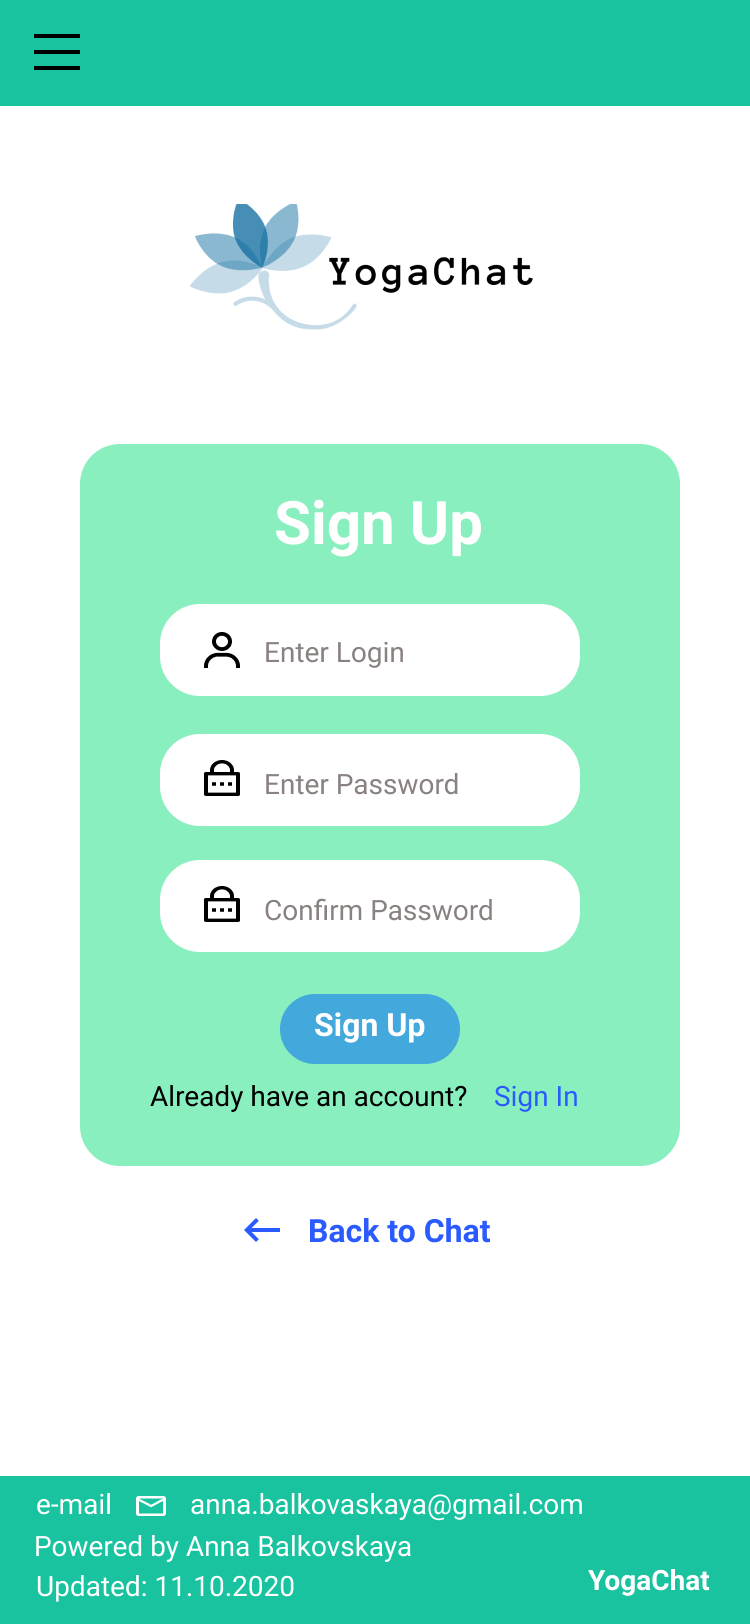 YogaChat
Sign Up
Enter Login
Enter Password
Confirm Password
Sign Up
Already have an account? Sign In
Back to Chat
e-mail anna.balkovaskaya@gmail.com
Powered by Anna Balkovskaya
Updated: 11.10.2020
YogaChat